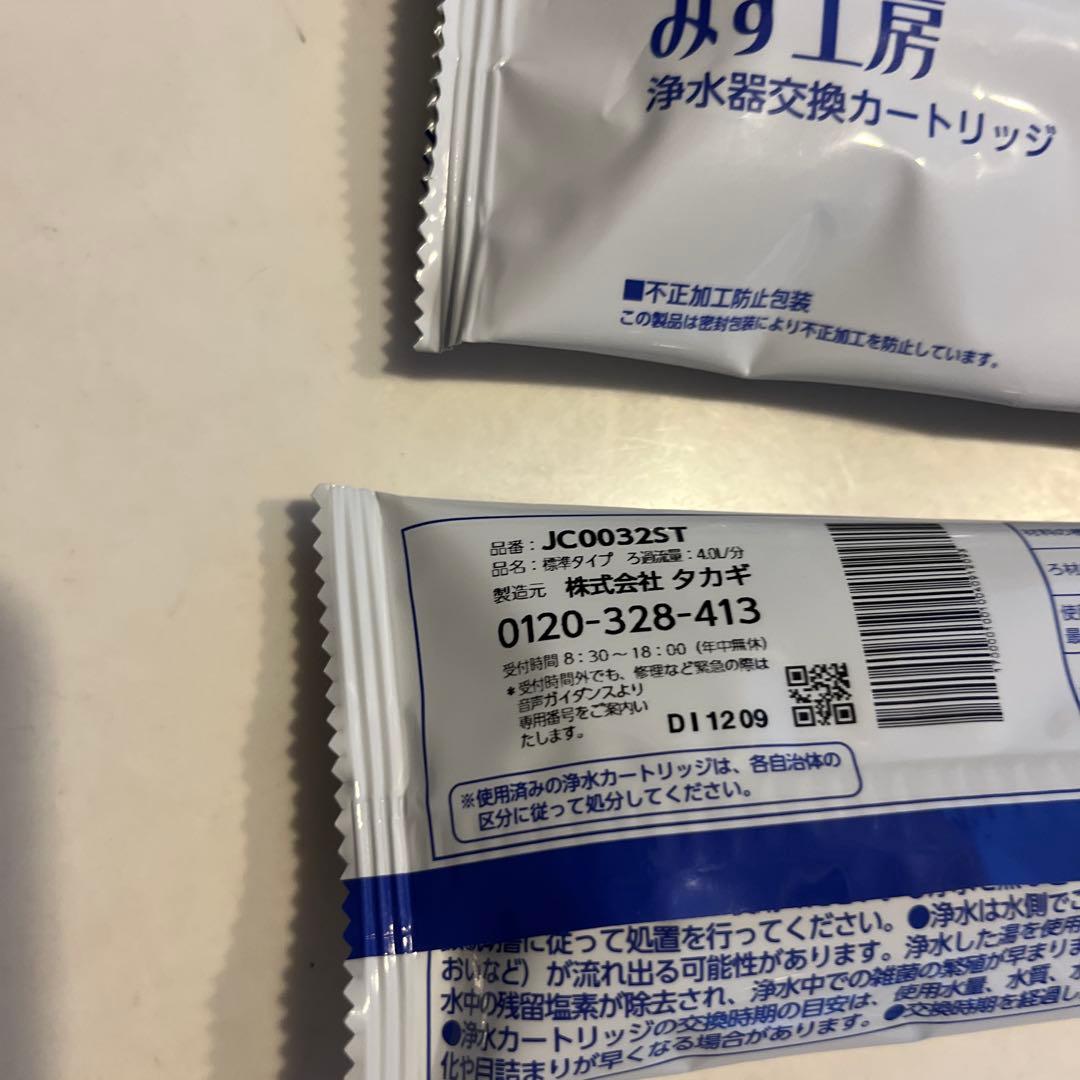 みず工房
浄水器交換カートリッジ
■不正加工防止包装
この製品は密封包装により不正加工を防止しています。
品番：JC0032ST
品名：標準タイプ ろ過流量：4.0L/分
製造元 株式会社 タカギ
0120-328-413
受付時間 8：30～18：00（年中無休）
＊受付時間外でも、修理など緊急の際は
音声ガイダンスより
専用番号をご案内い
たします。
DI1209
※使用済みの浄水カートリッジは、各自治体の
区分に従って処分してください。
ろ材
に従って処置を行ってください。●浄水は水側でご
おいなど）が流れ出る可能性があります。浄水した湯を使用
水中の残留塩素が除去され、浄水中での雑菌の繁殖が早まりま
●浄水カートリッジの交換時期の目安は、使用水量、水質、水
化や目詰まりが早くなる場合があります。●交換時期を経過し